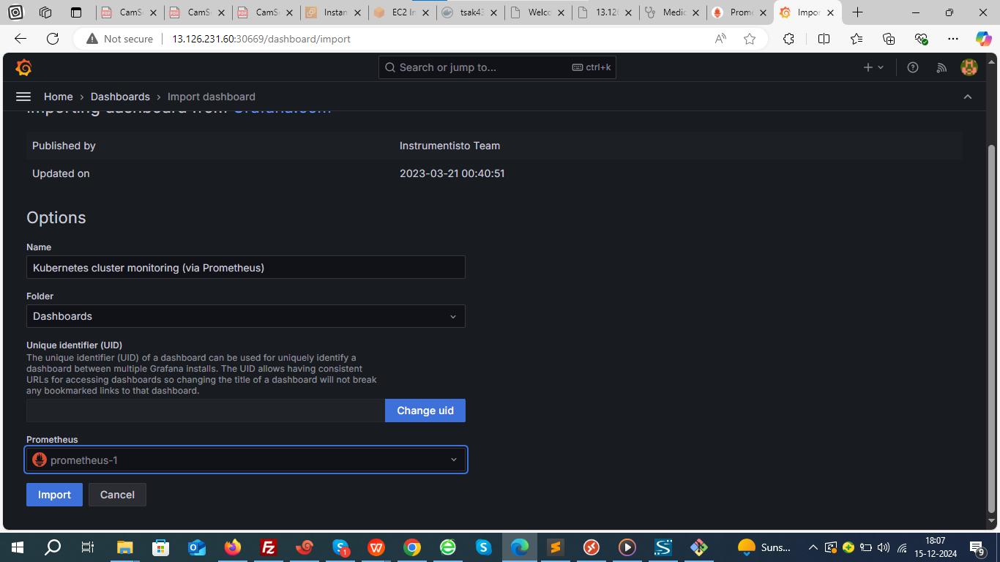 CamSc
CamSc
CamSc
Instan
EC2 In
tsak43
Welco
13.126
Medic
Prome
Impor
Not secure
13.126.231.60:30669/dashboard/import
Search or jump to...
ctrl+k
Home › Dashboards › Import dashboard
Importing dashboard from Grafana.com
Published by Instrumentisto Team
Updated on 2023-03-21 00:40:51
Options
Name
Kubernetes cluster monitoring (via Prometheus)
Folder
Dashboards
Unique identifier (UID)
The unique identifier (UID) of a dashboard can be used for uniquely identify a
dashboard between multiple Grafana installs. The UID allows having consistent
URLs for accessing dashboards so changing the title of a dashboard will not break
any bookmarked links to that dashboard.
Change uid
Prometheus
prometheus-1
Import Cancel
Suns...
18:07
15-12-2024
9